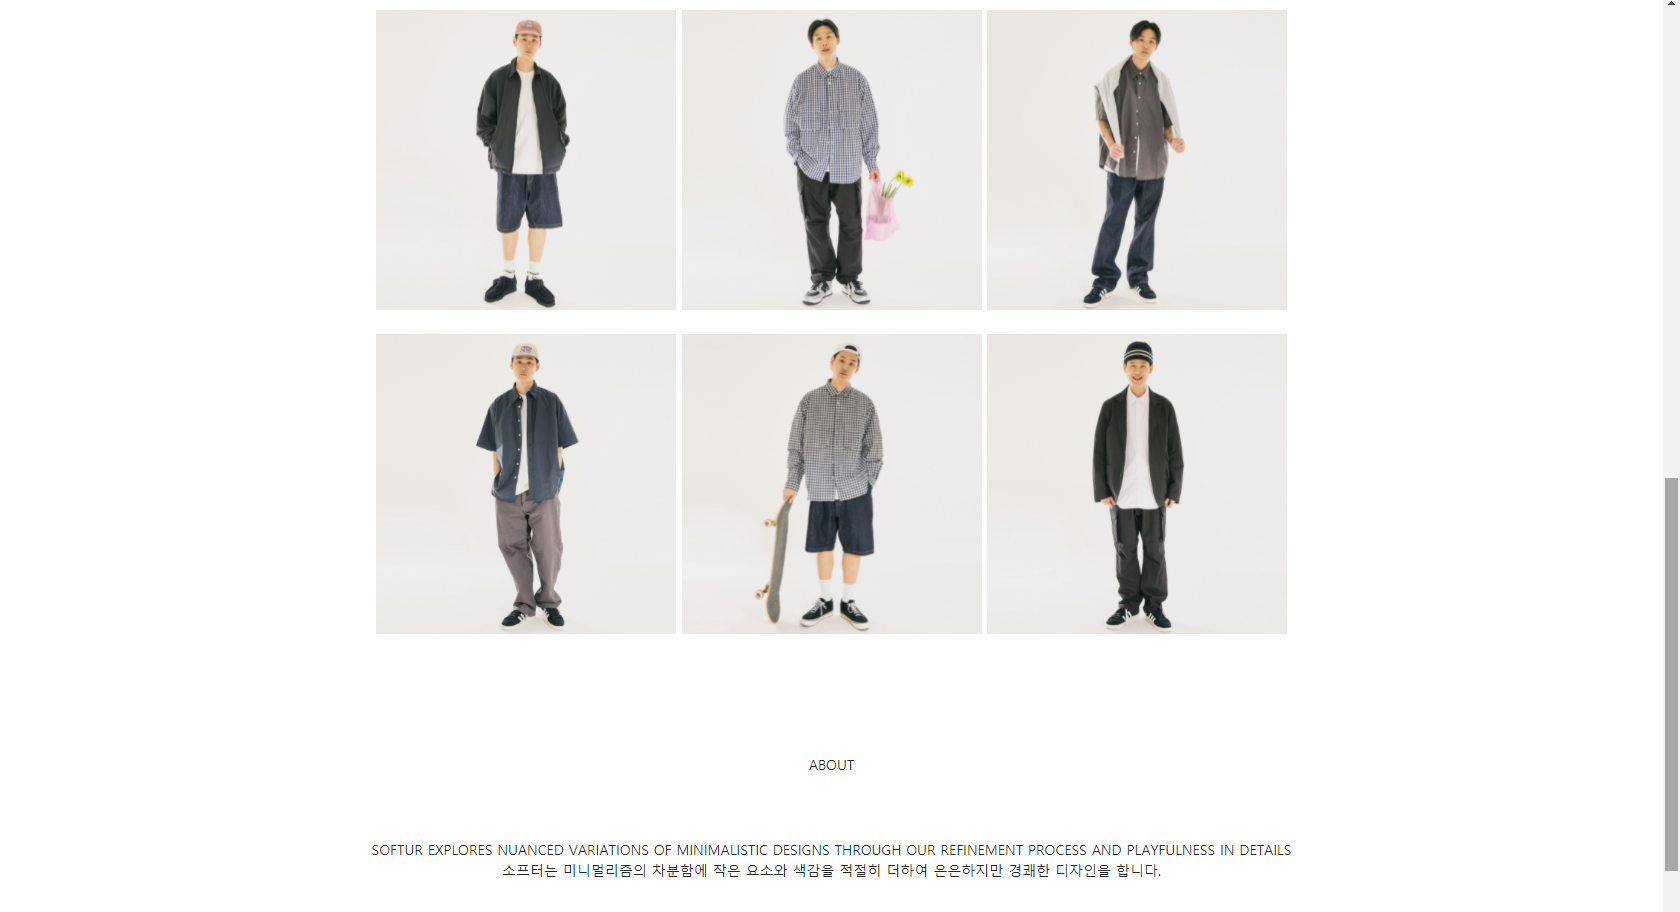 ABOUT
SOFTUR EXPLORES NUANCED VARIATIONS OF MINIMALISTIC DESIGNS THROUGH OUR REFINEMENT PROCESS AND PLAYFULNESS IN DETAILS
소프터는 미니멀리즘의 차분함에 작은 요소와 색감을 적절히 더하여 은은하지만 경쾌한 디자인을 합니다.